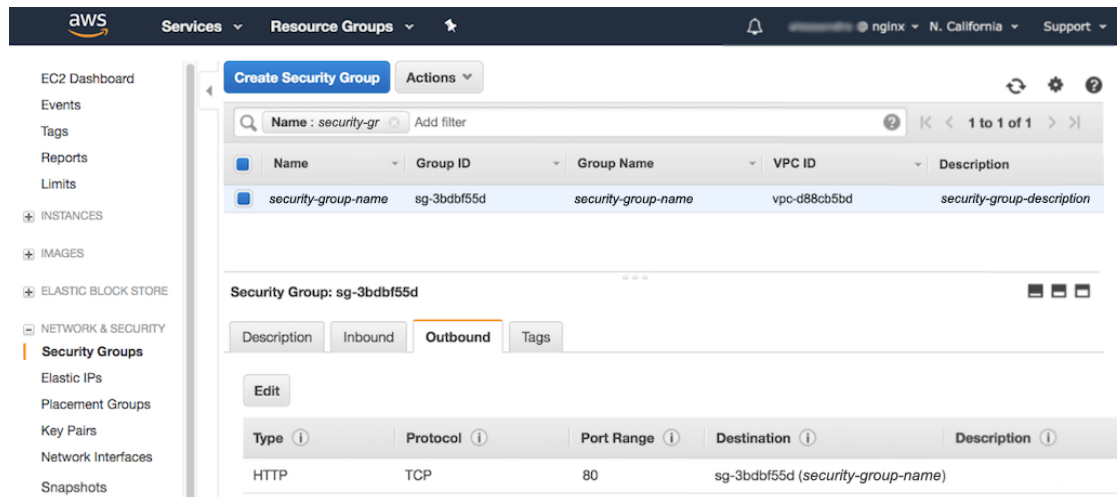 aws Services Resource Groups @ nginx N. California Support
EC2 Dashboard
Events
Tags
Reports
Limits
INSTANCES
IMAGES
ELASTIC BLOCK STORE
NETWORK & SECURITY
Security Groups
Elastic IPs
Placement Groups
Key Pairs
Network Interfaces
Snapshots
Create Security Group Actions
Name : security-gr Add filter 1 to 1 of 1
Name Group ID Group Name VPC ID Description
security-group-name sg-3bdbf55d security-group-name vpc-d88cb5bd security-group-description
Security Group: sg-3bdbf55d
Description Inbound Outbound Tags
Edit
Type Protocol Port Range Destination Description
HTTP TCP 80 sg-3bdbf55d (security-group-name)